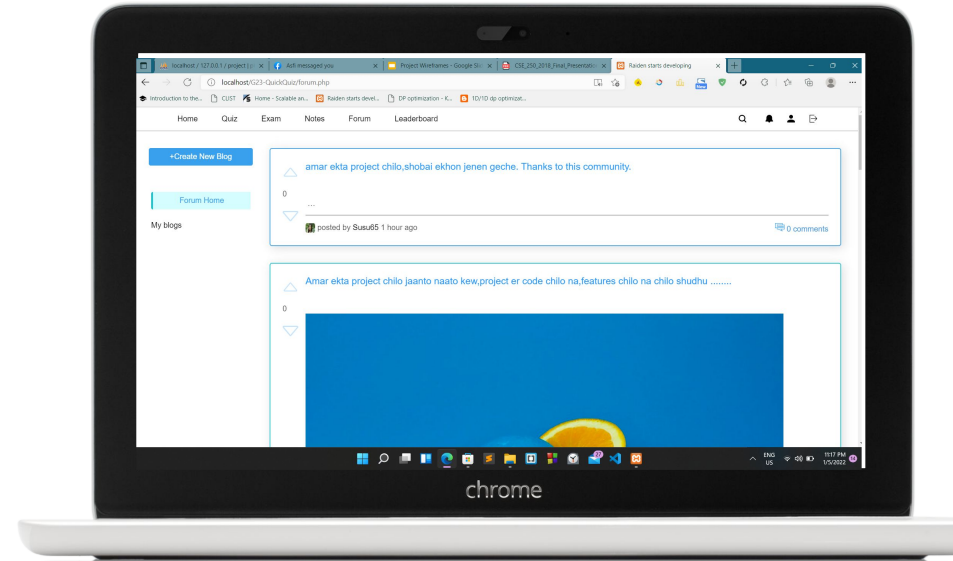 localhost / 127.0.0.1 / project
Asfi messaged you
Project Wireframes - Google Sli
CSE_250_2018_Final_Presentatio
Raiden starts developing
localhost/G23-QuickQuiz/forum.php
New
Introduction to the...
CUST
Home - Scalable an...
Raiden starts devel...
DP optimization - K...
1D/1D dp optimizat...
Home Quiz Exam Notes Forum Leaderboard
+Create New Blog
Forum Home
My blogs
amar ekta project chilo,shobai ekhon jenen geche. Thanks to this community.
0
...
posted by Susu65 1 hour ago
0 comments
Amar ekta project chilo jaanto naato kew,project er code chilo na,features chilo na chilo shudhu ........
0
ENG
US
11:17 PM
1/5/2022
chrome